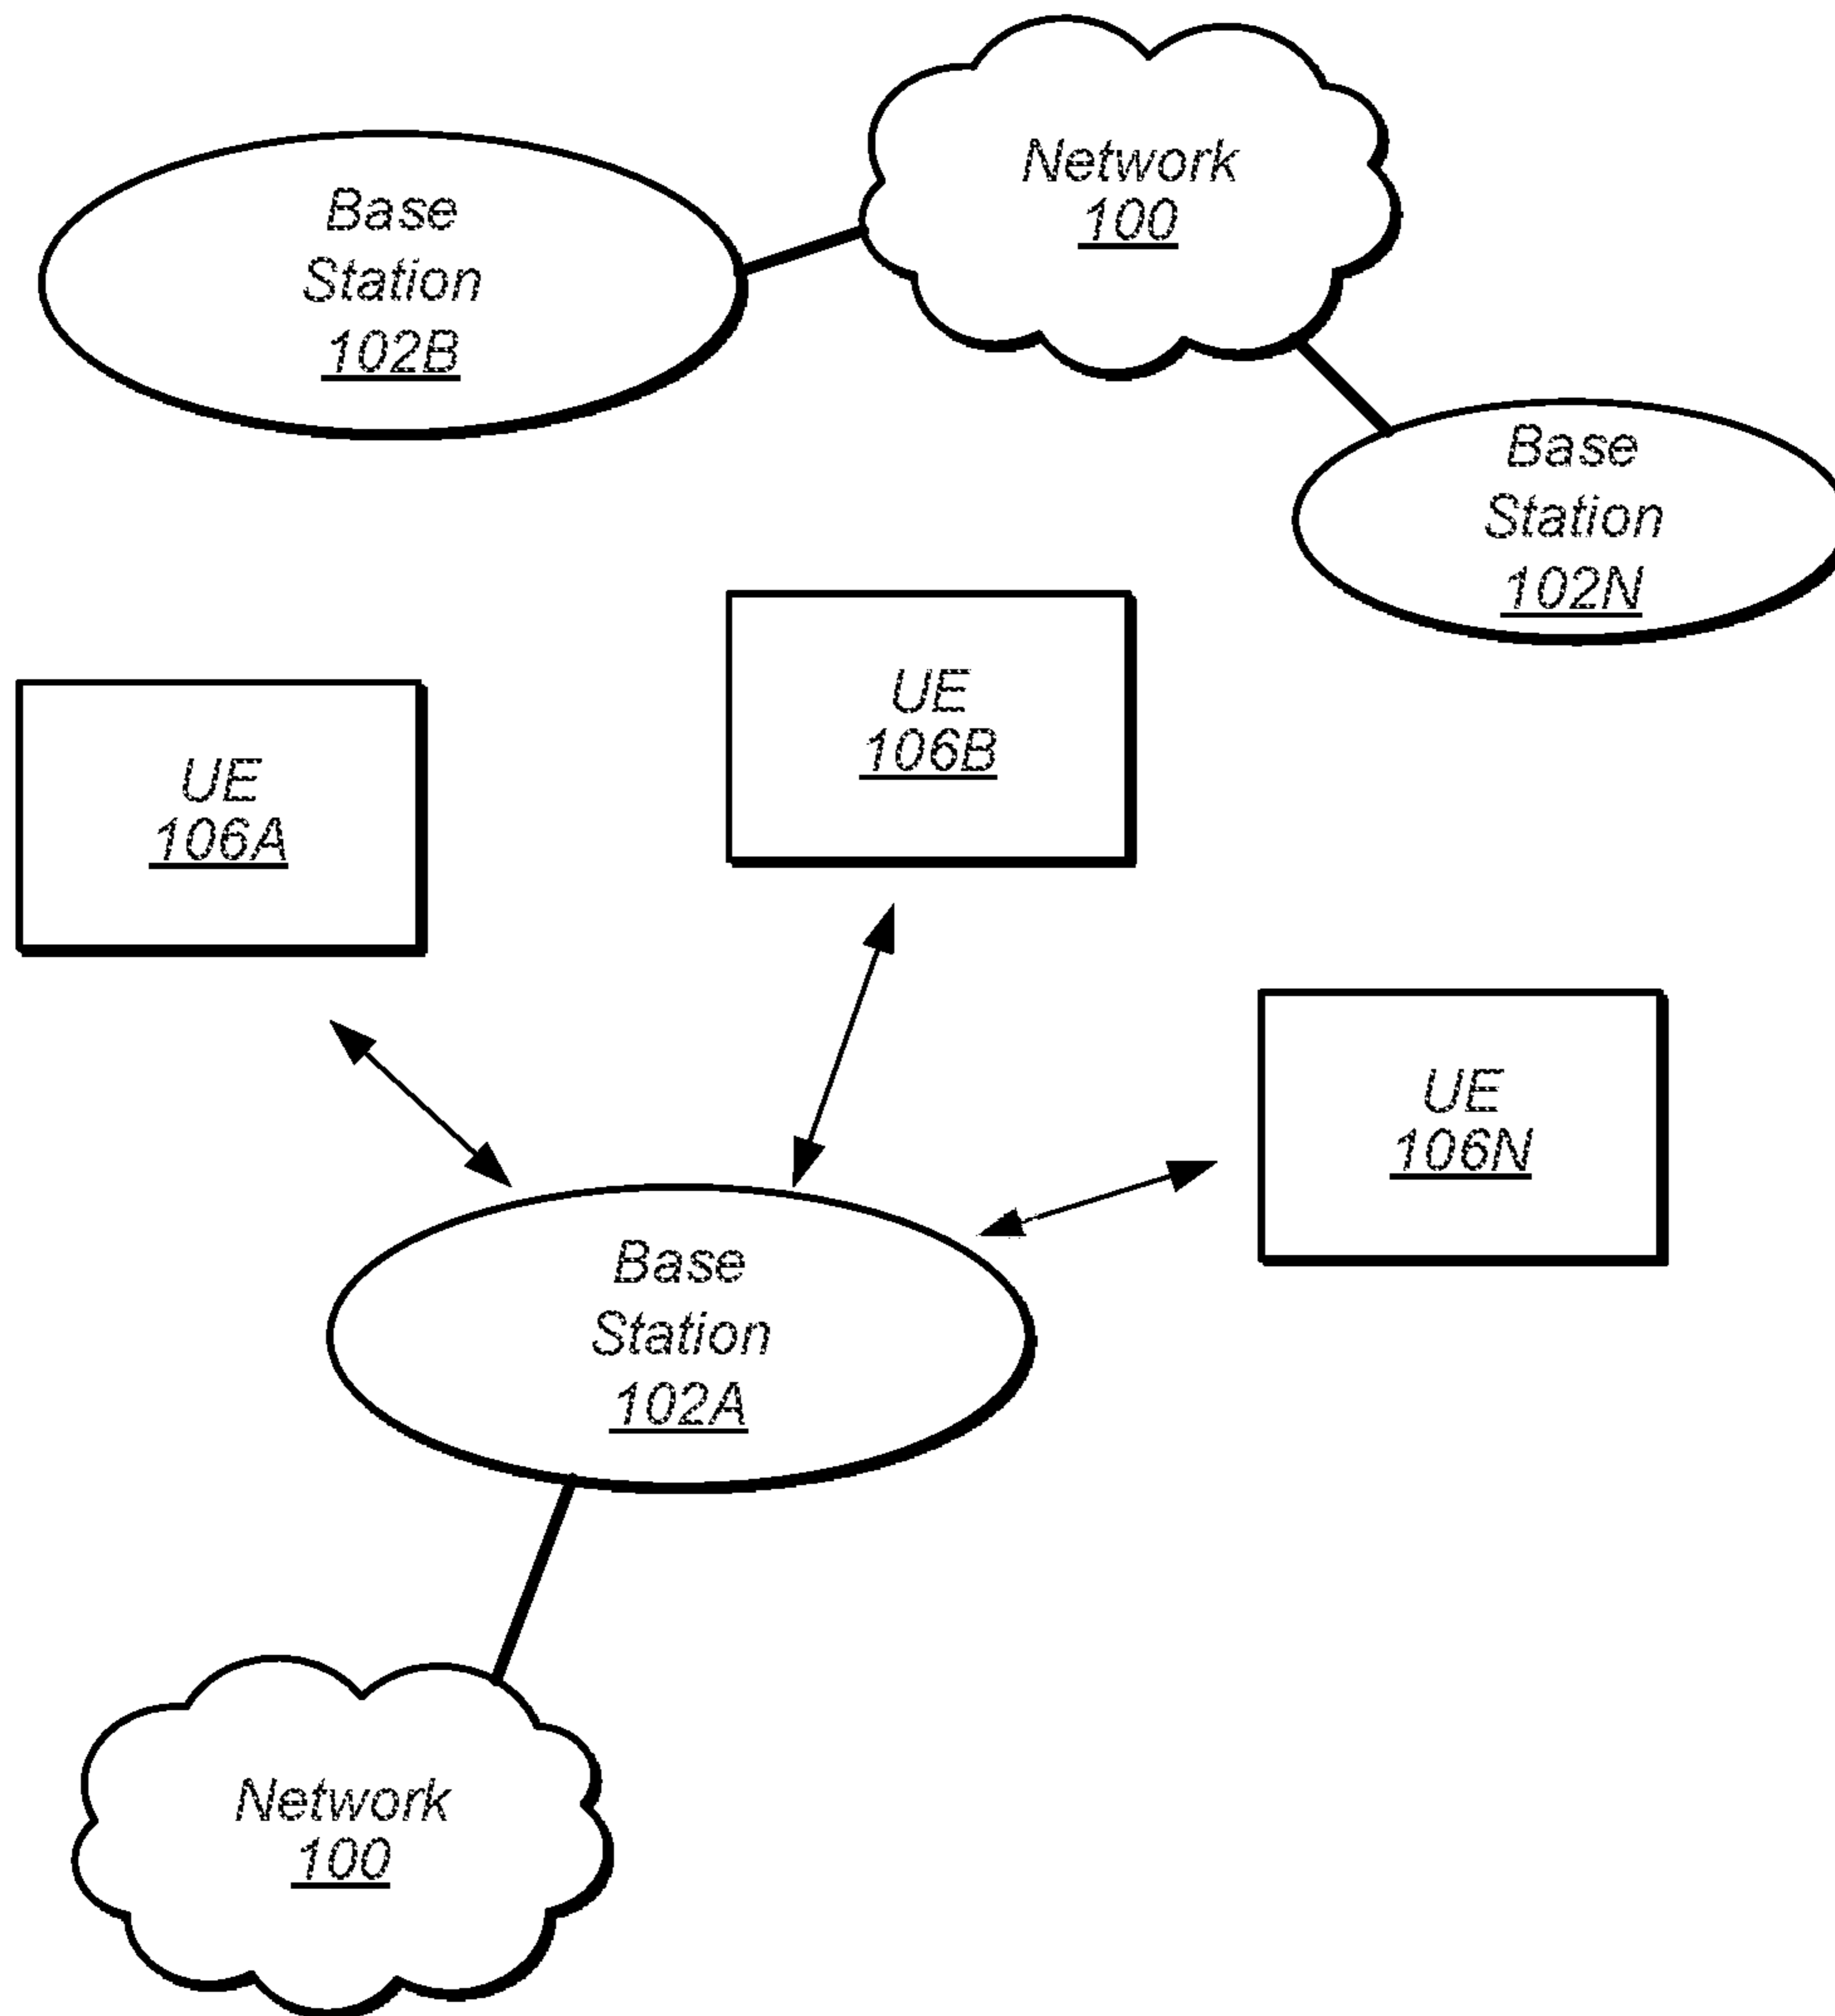 Network
100
Base
Station
102B
Base
Station
102N
UE
106B
UE
106A
UE
106N
Base
Station
102A
Network
100